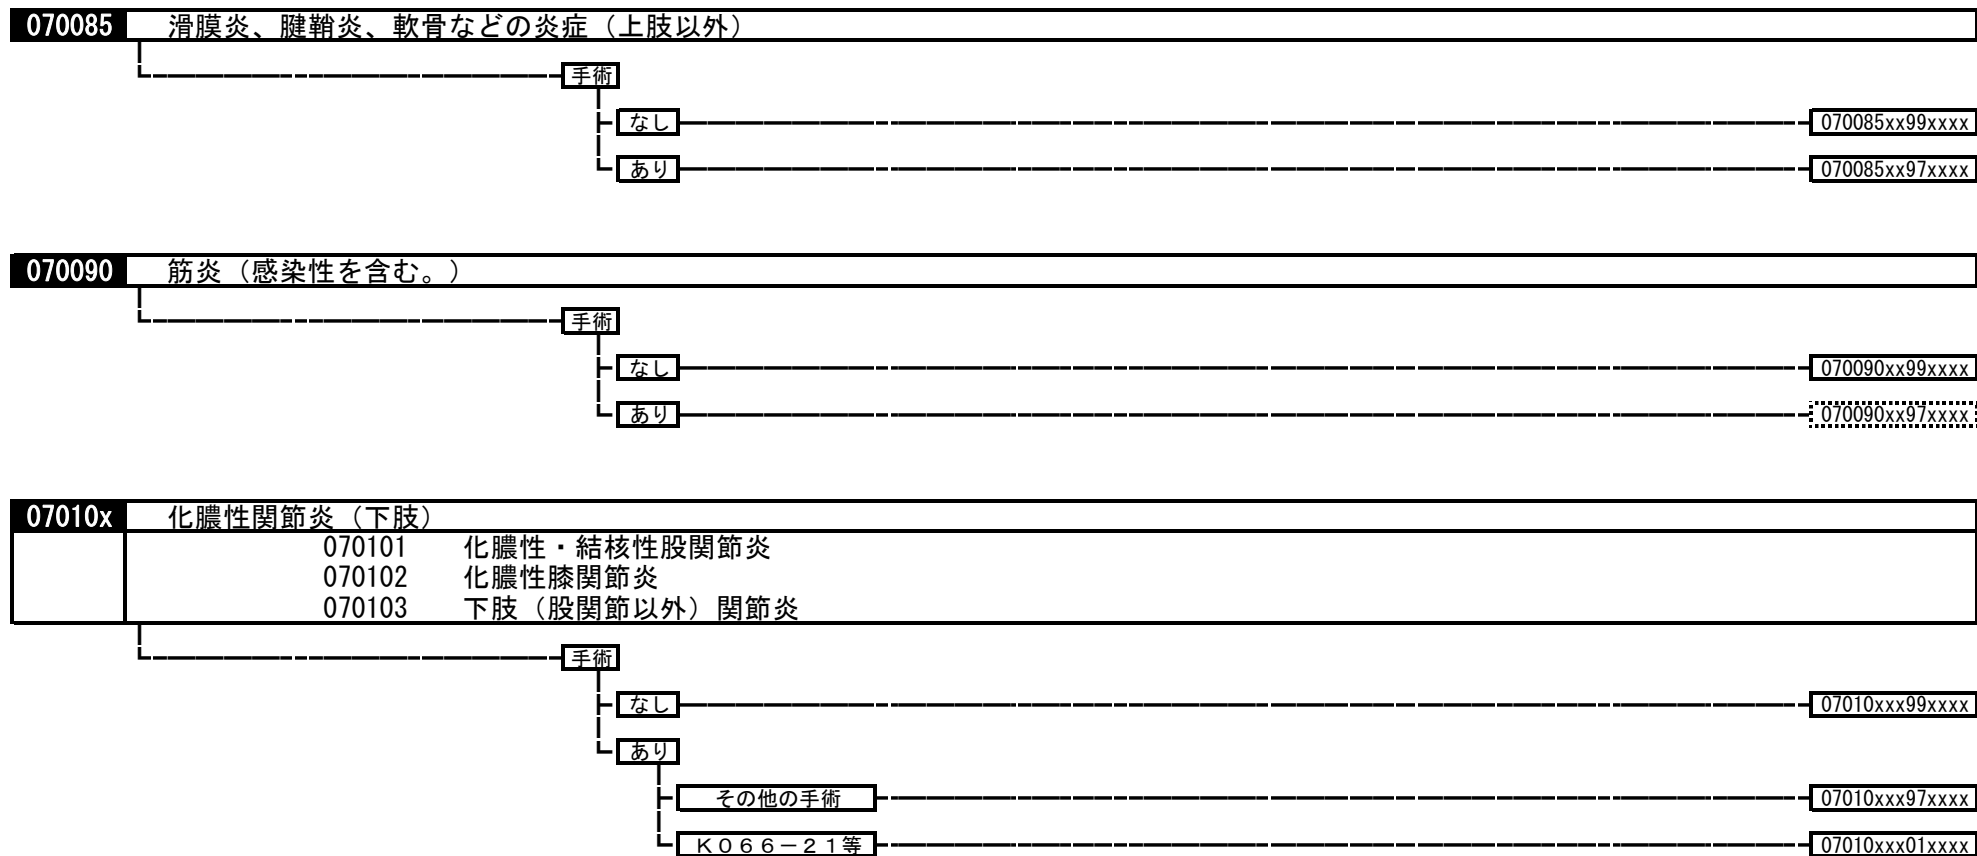 070085 滑膜炎、腱鞘炎、軟骨などの炎症（上肢以外）
手術
なし 070085xx99xxxx
あり 070085xx97xxxx
070090 筋炎（感染性を含む。）
手術
なし 070090xx99xxxx
あり 070090xx97xxxx
07010x 化膿性関節炎（下肢）
070101 化膿性・結核性股関節炎
070102 化膿性膝関節炎
070103 下肢（股関節以外）関節炎
手術
なし 07010xxx99xxxx
あり
その他の手術 07010xxx97xxxx
Ｋ０６６－２１等 07010xxx01xxxx